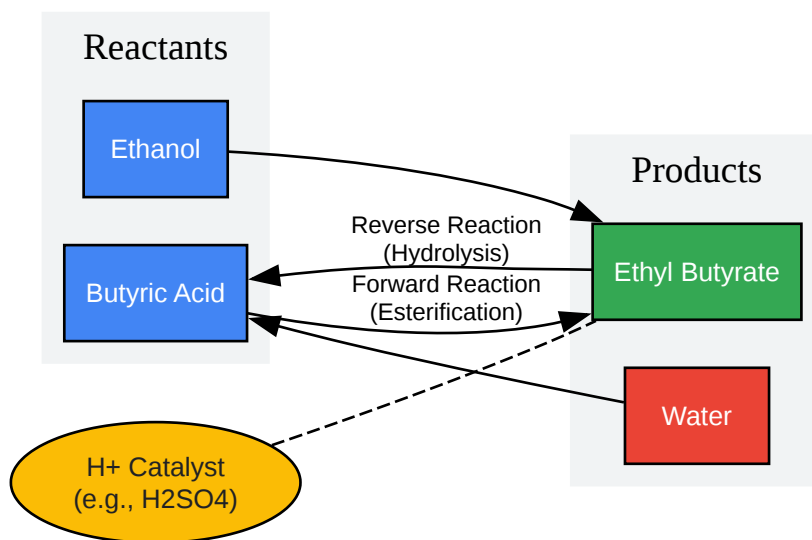 Reactants
Ethanol
Butyric Acid
Reverse Reaction
(Hydrolysis)
Forward Reaction
(Esterification)
Products
Ethyl Butyrate
Water
H+ Catalyst
(e.g., H2SO4)